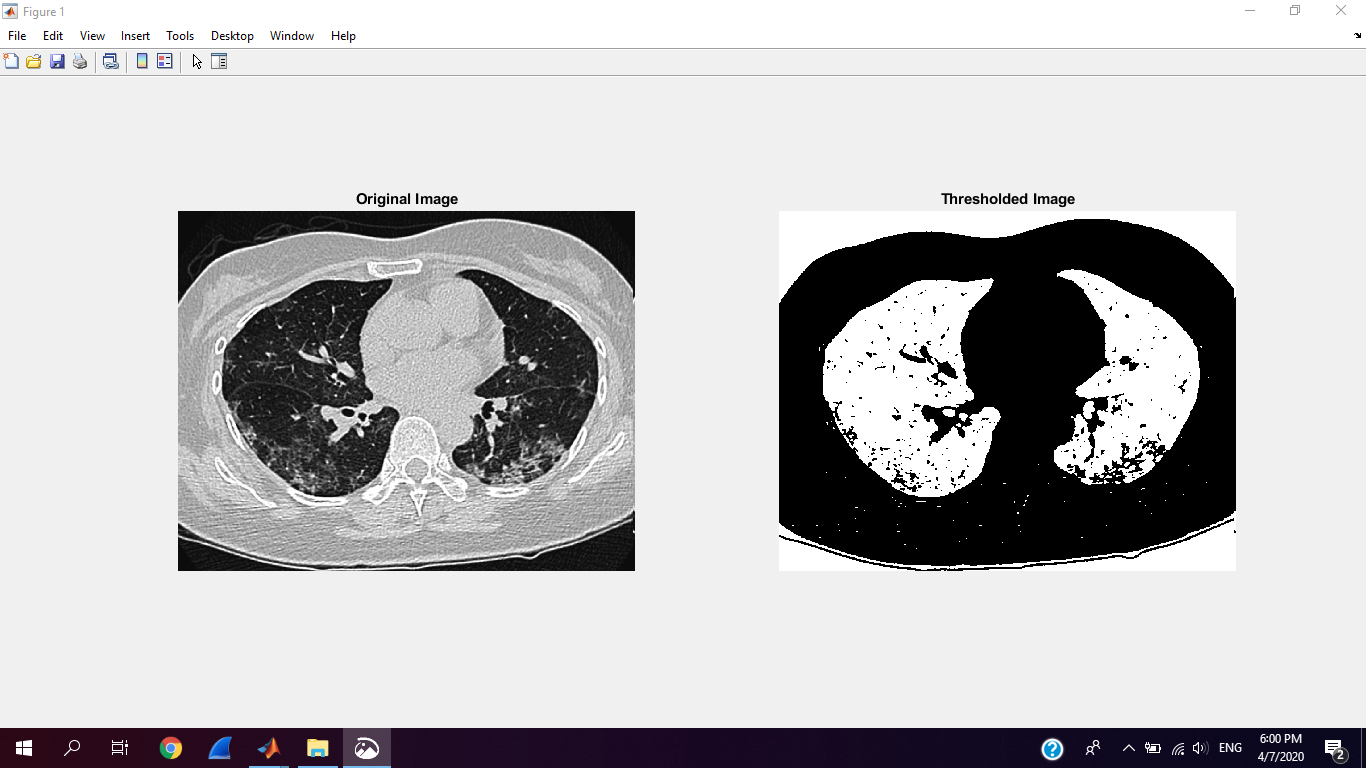 Figure 1
File Edit View Insert Tools Desktop Window Help
Original Image
Thresholded Image
ENG
6:00 PM
4/7/2020
2